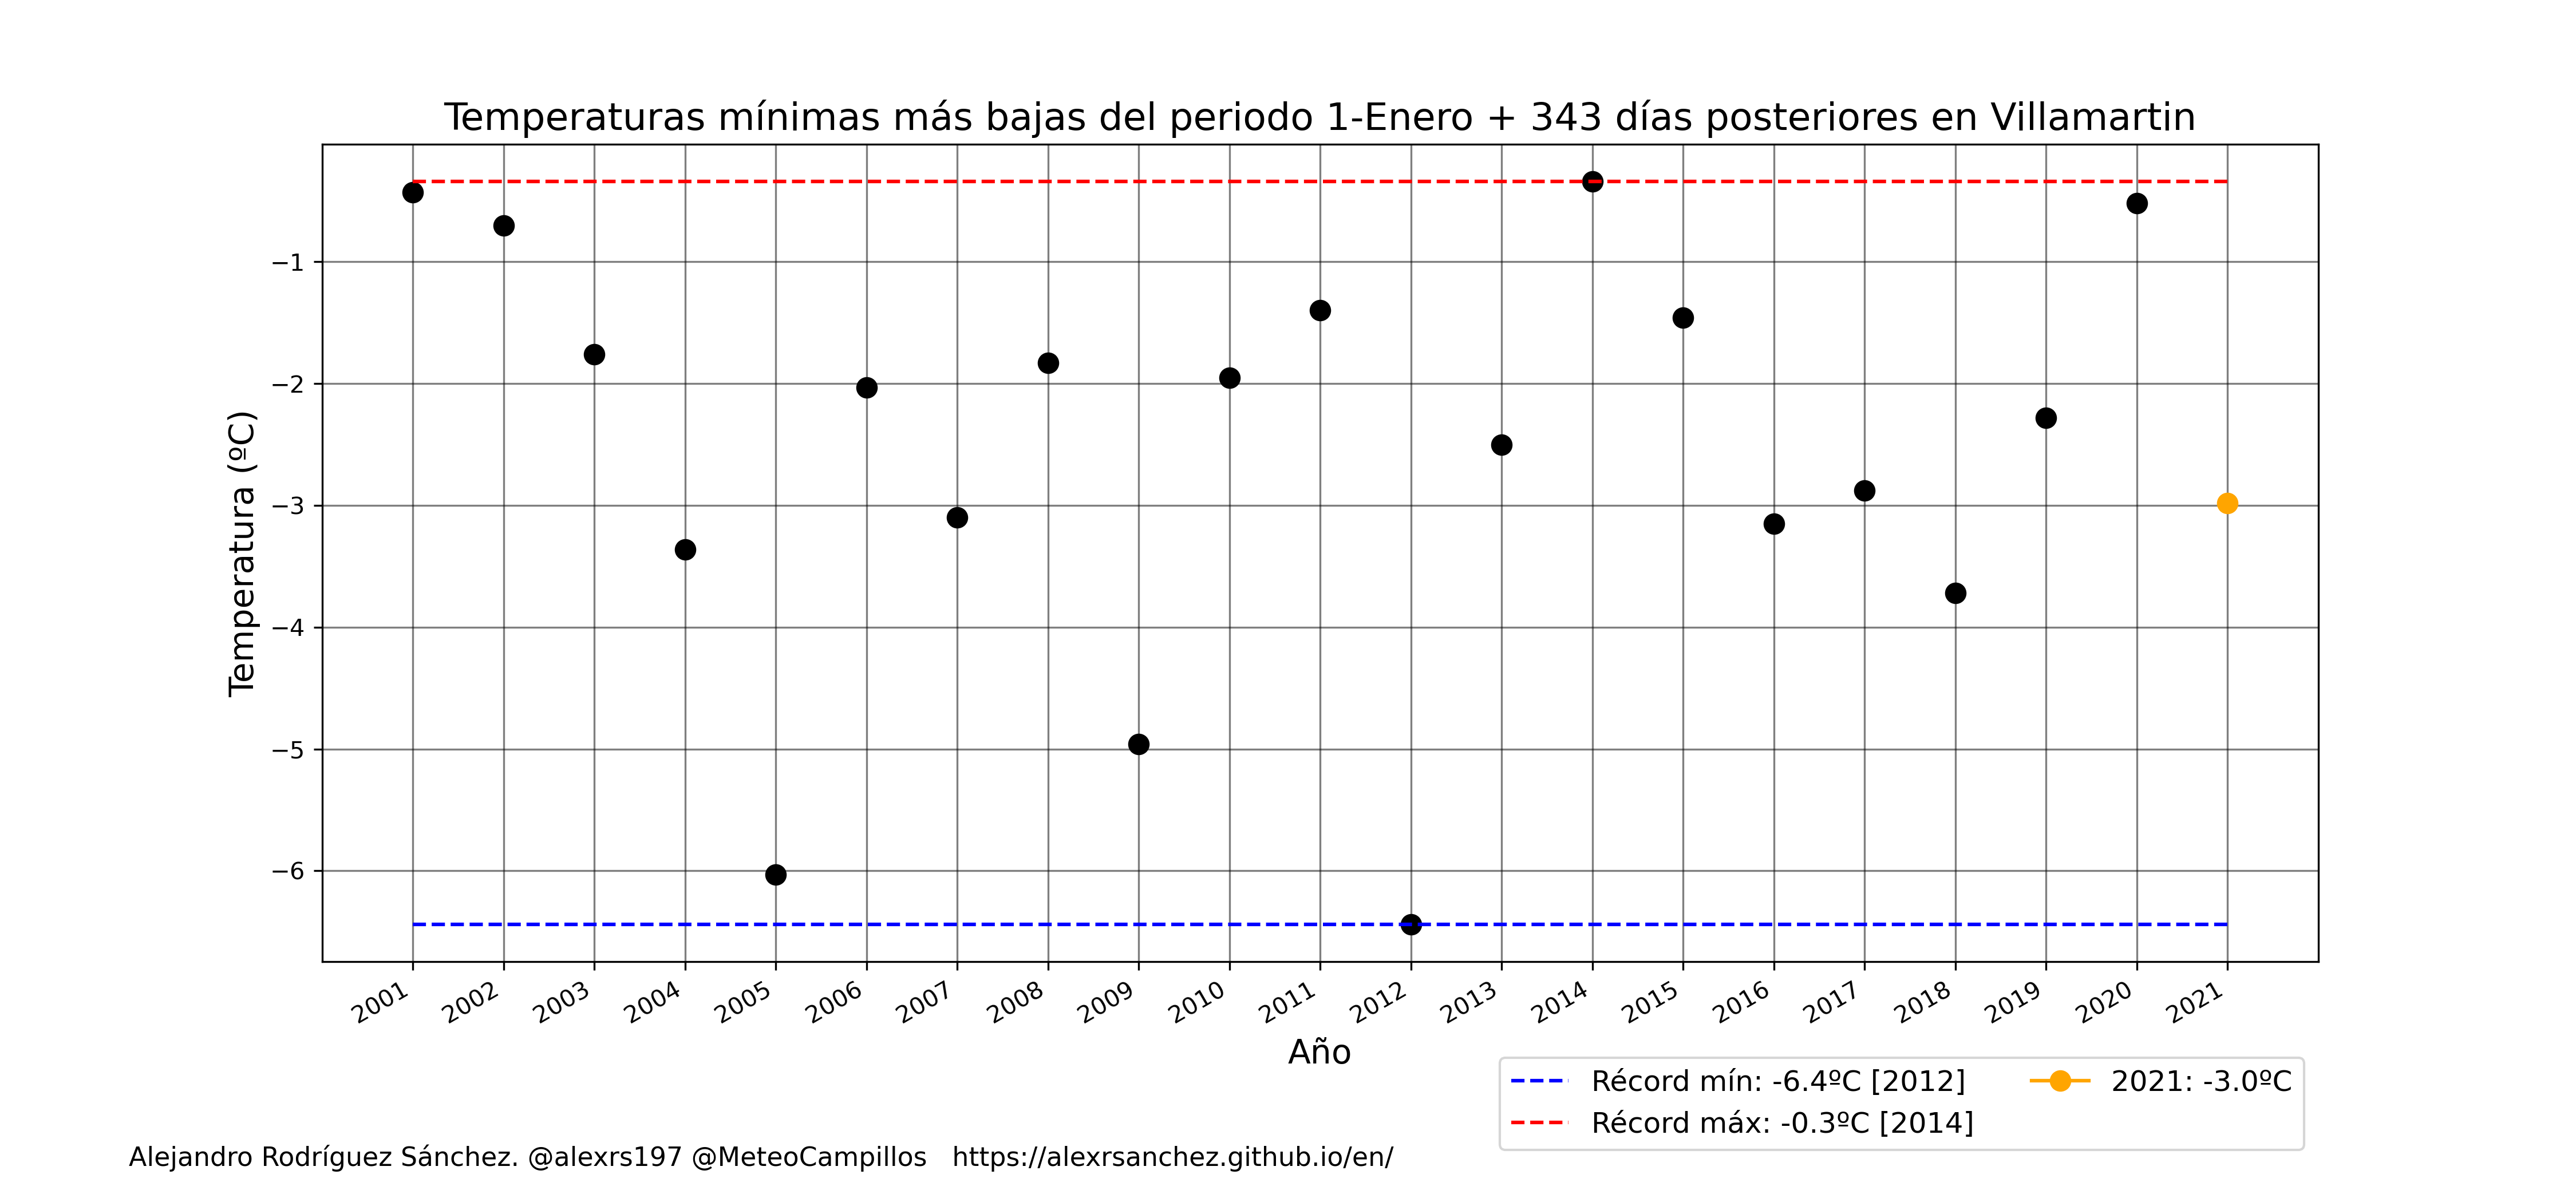 Temperaturas mínimas más bajas del periodo 1-Enero + 343 días posteriores en Villamartin
Temperatura (ºC)
−1
−2
−3
−4
−5
−6
2001 2002 2003 2004 2005 2006 2007 2008 2009 2010 2011 2012 2013 2014 2015 2016 2017 2018 2019 2020 2021
Año
Récord mín: -6.4ºC [2012]
Récord máx: -0.3ºC [2014]
2021: -3.0ºC
Alejandro Rodríguez Sánchez. @alexrs197 @MeteoCampillos https://alexrsanchez.github.io/en/